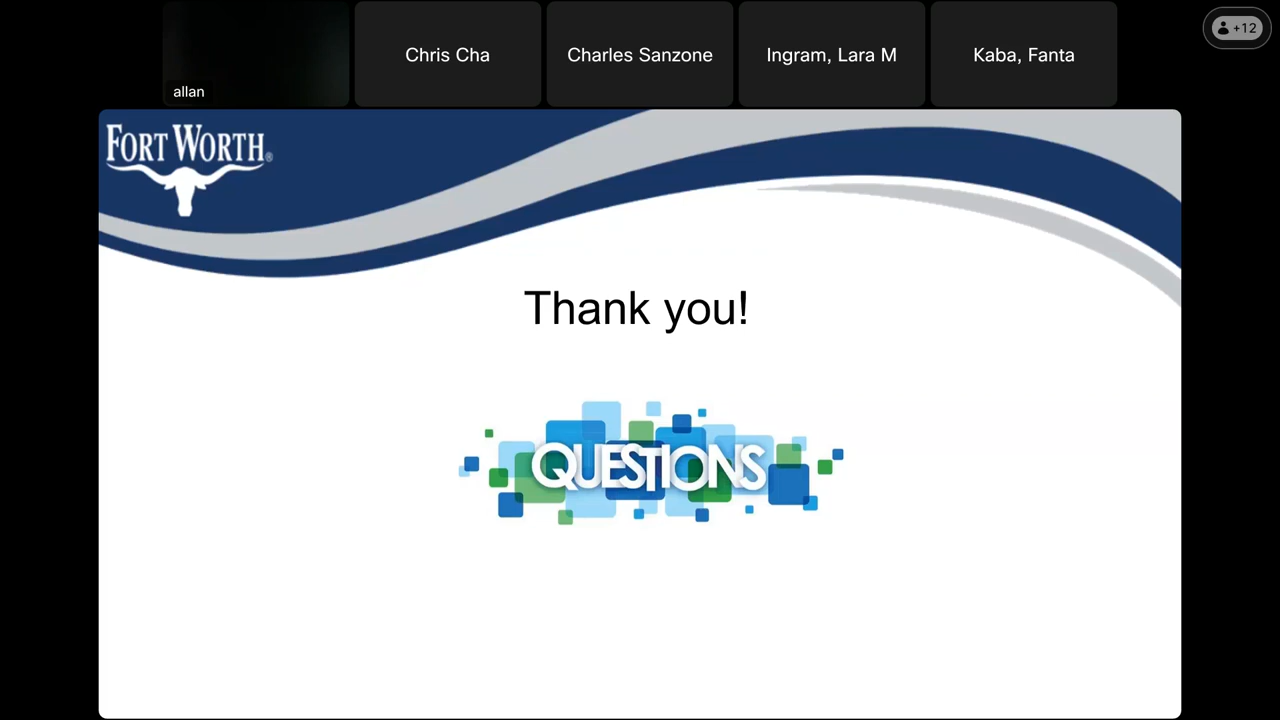 allan
Chris Cha
Charles Sanzone
Ingram, Lara M
Kaba, Fanta
+12
FORT WORTH®
Thank you!
QUESTIONS